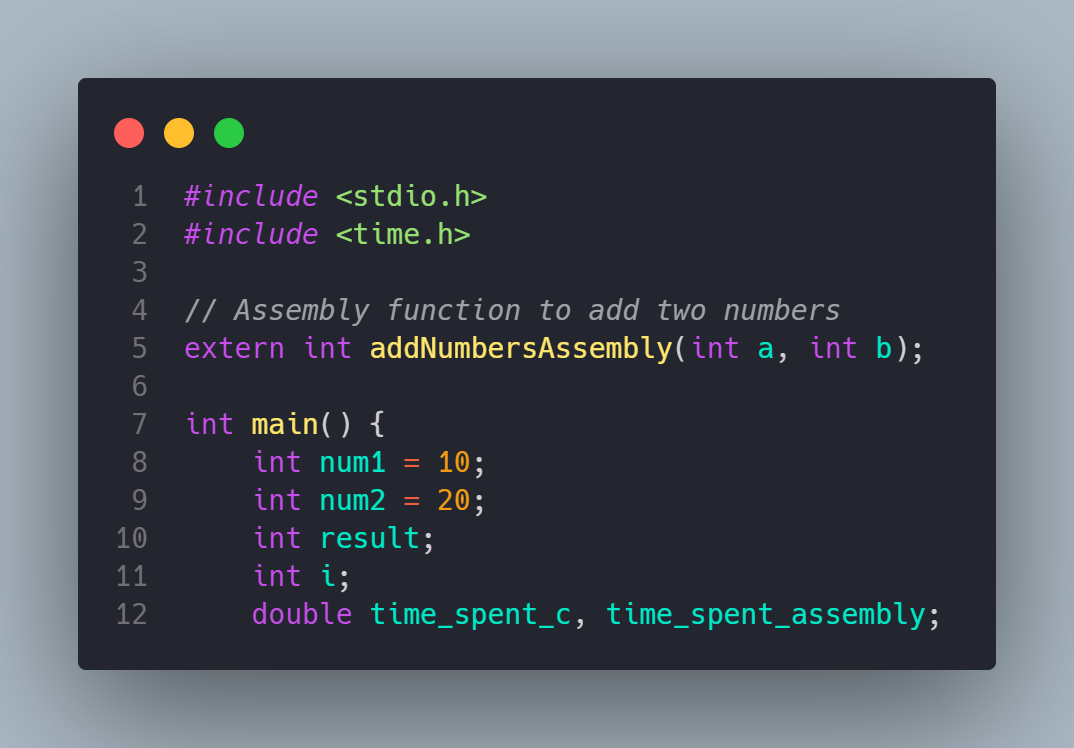 1 #include <stdio.h>
2 #include <time.h>
3
4 // Assembly function to add two numbers
5 extern int addNumbersAssembly(int a, int b);
6
7 int main() {
8     int num1 = 10;
9     int num2 = 20;
10     int result;
11     int i;
12     double time_spent_c, time_spent_assembly;